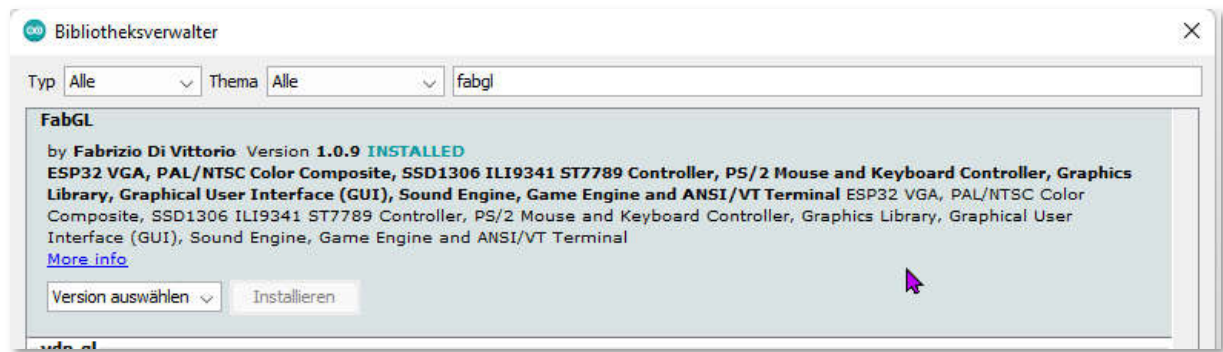 Bibliotheksverwalter
Typ Alle Thema Alle fabgl
FabGL
by Fabrizio Di Vittorio Version 1.0.9 INSTALLED
ESP32 VGA, PAL/NTSC Color Composite, SSD1306 ILI9341 ST7789 Controller, PS/2 Mouse and Keyboard Controller, Graphics
Library, Graphical User Interface (GUI), Sound Engine, Game Engine and ANSI/VT Terminal ESP32 VGA, PAL/NTSC Color
Composite, SSD1306 ILI9341 ST7789 Controller, PS/2 Mouse and Keyboard Controller, Graphics Library, Graphical User
Interface (GUI), Sound Engine, Game Engine and ANSI/VT Terminal
More info
Version auswählen Installieren